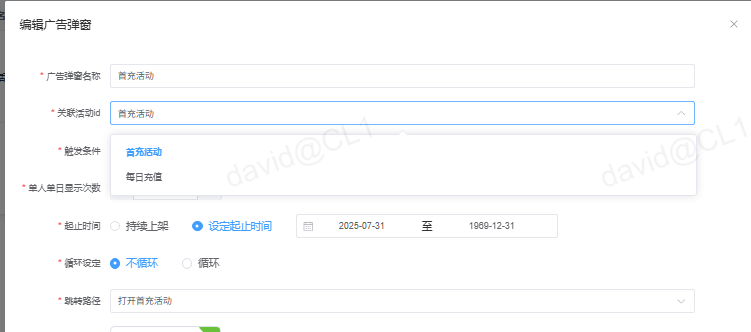 编辑广告弹窗
* 广告弹窗名称 首充活动
* 关联活动id 首充活动
* 触发条件 首充活动
每日充值
* 单人单日显示次数
* 起止时间 持续上架 设定起止时间 2025-07-31 至 1969-12-31
* 循环设定 不循环 循环
* 跳转路径 打开首充活动
david@CL1
david@CL1